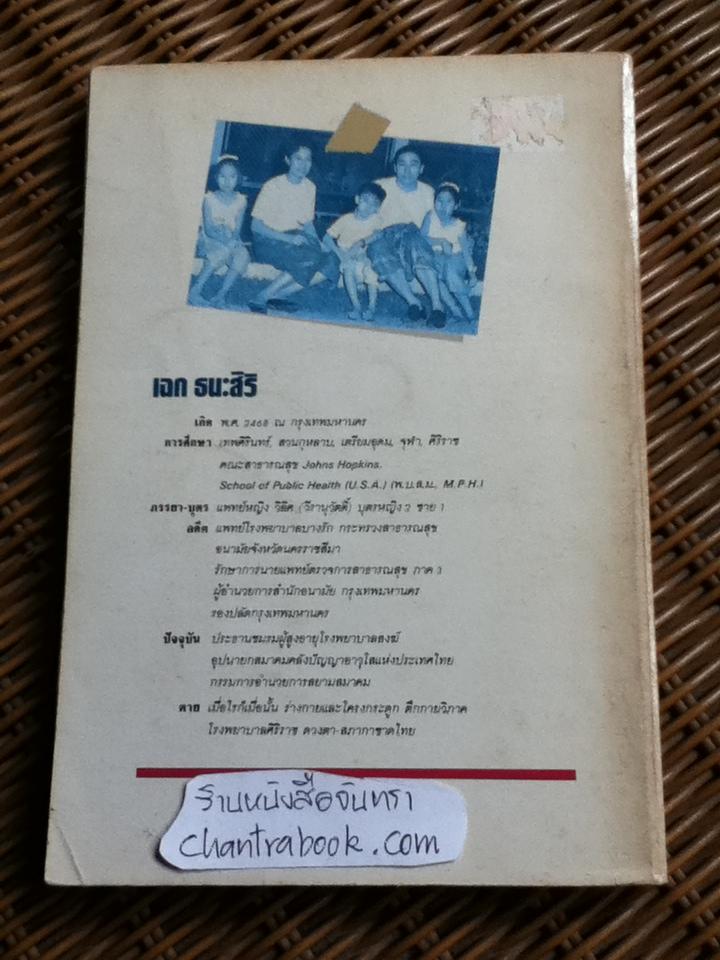 เฉก ธนะสิริ
เกิด พ.ศ. 2468 ณ กรุงเทพมหานคร
การศึกษา เทพศิรินทร์, สวนกุหลาบ, เตรียมอุดม, จุฬา, ศิริราช
คณะสาธารณสุข Johns Hopkins,
School of Public Health (U.S.A.) (พ.บ.ส.ม., M.P.H.)
ภรรยา-บุตร แพทย์หญิง วิลิศ (วีรานุวัตติ์) บุตรหญิง 2 ชาย 1
อดีต แพทย์โรงพยาบาลบางรัก กระทรวงสาธารณสุข
อนามัยจังหวัดนครราชสีมา
รักษาการนายแพทย์ตรวจการสาธารณสุข ภาค 3
ผู้อำนวยการสำนักอนามัย กรุงเทพมหานคร
รองปลัดกรุงเทพมหานคร
ปัจจุบัน ประธานชมรมผู้สูงอายุโรงพยาบาลสงฆ์
อุปนายกสมาคมคลังปัญญาอาวุโสแห่งประเทศไทย
กรรมการอำนวยการสยามสมาคม
ตาย เมื่อไรก็เมื่อนั้น ร่างกายและโครงกระดูก ตึกกายวิภาค
โรงพยาบาลศิริราช ดวงตา-สภากาชาดไทย
ร้านหนังสือจันทรา
chantrabook.com